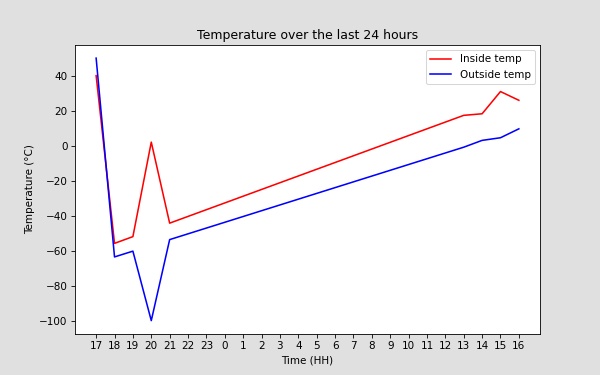 Temperature over the last 24 hours
Inside temp
Outside temp
Temperature (°C)
40
20
0
−20
−40
−60
−80
−100
17 18 19 20 21 22 23 0 1 2 3 4 5 6 7 8 9 10 11 12 13 14 15 16
Time (HH)